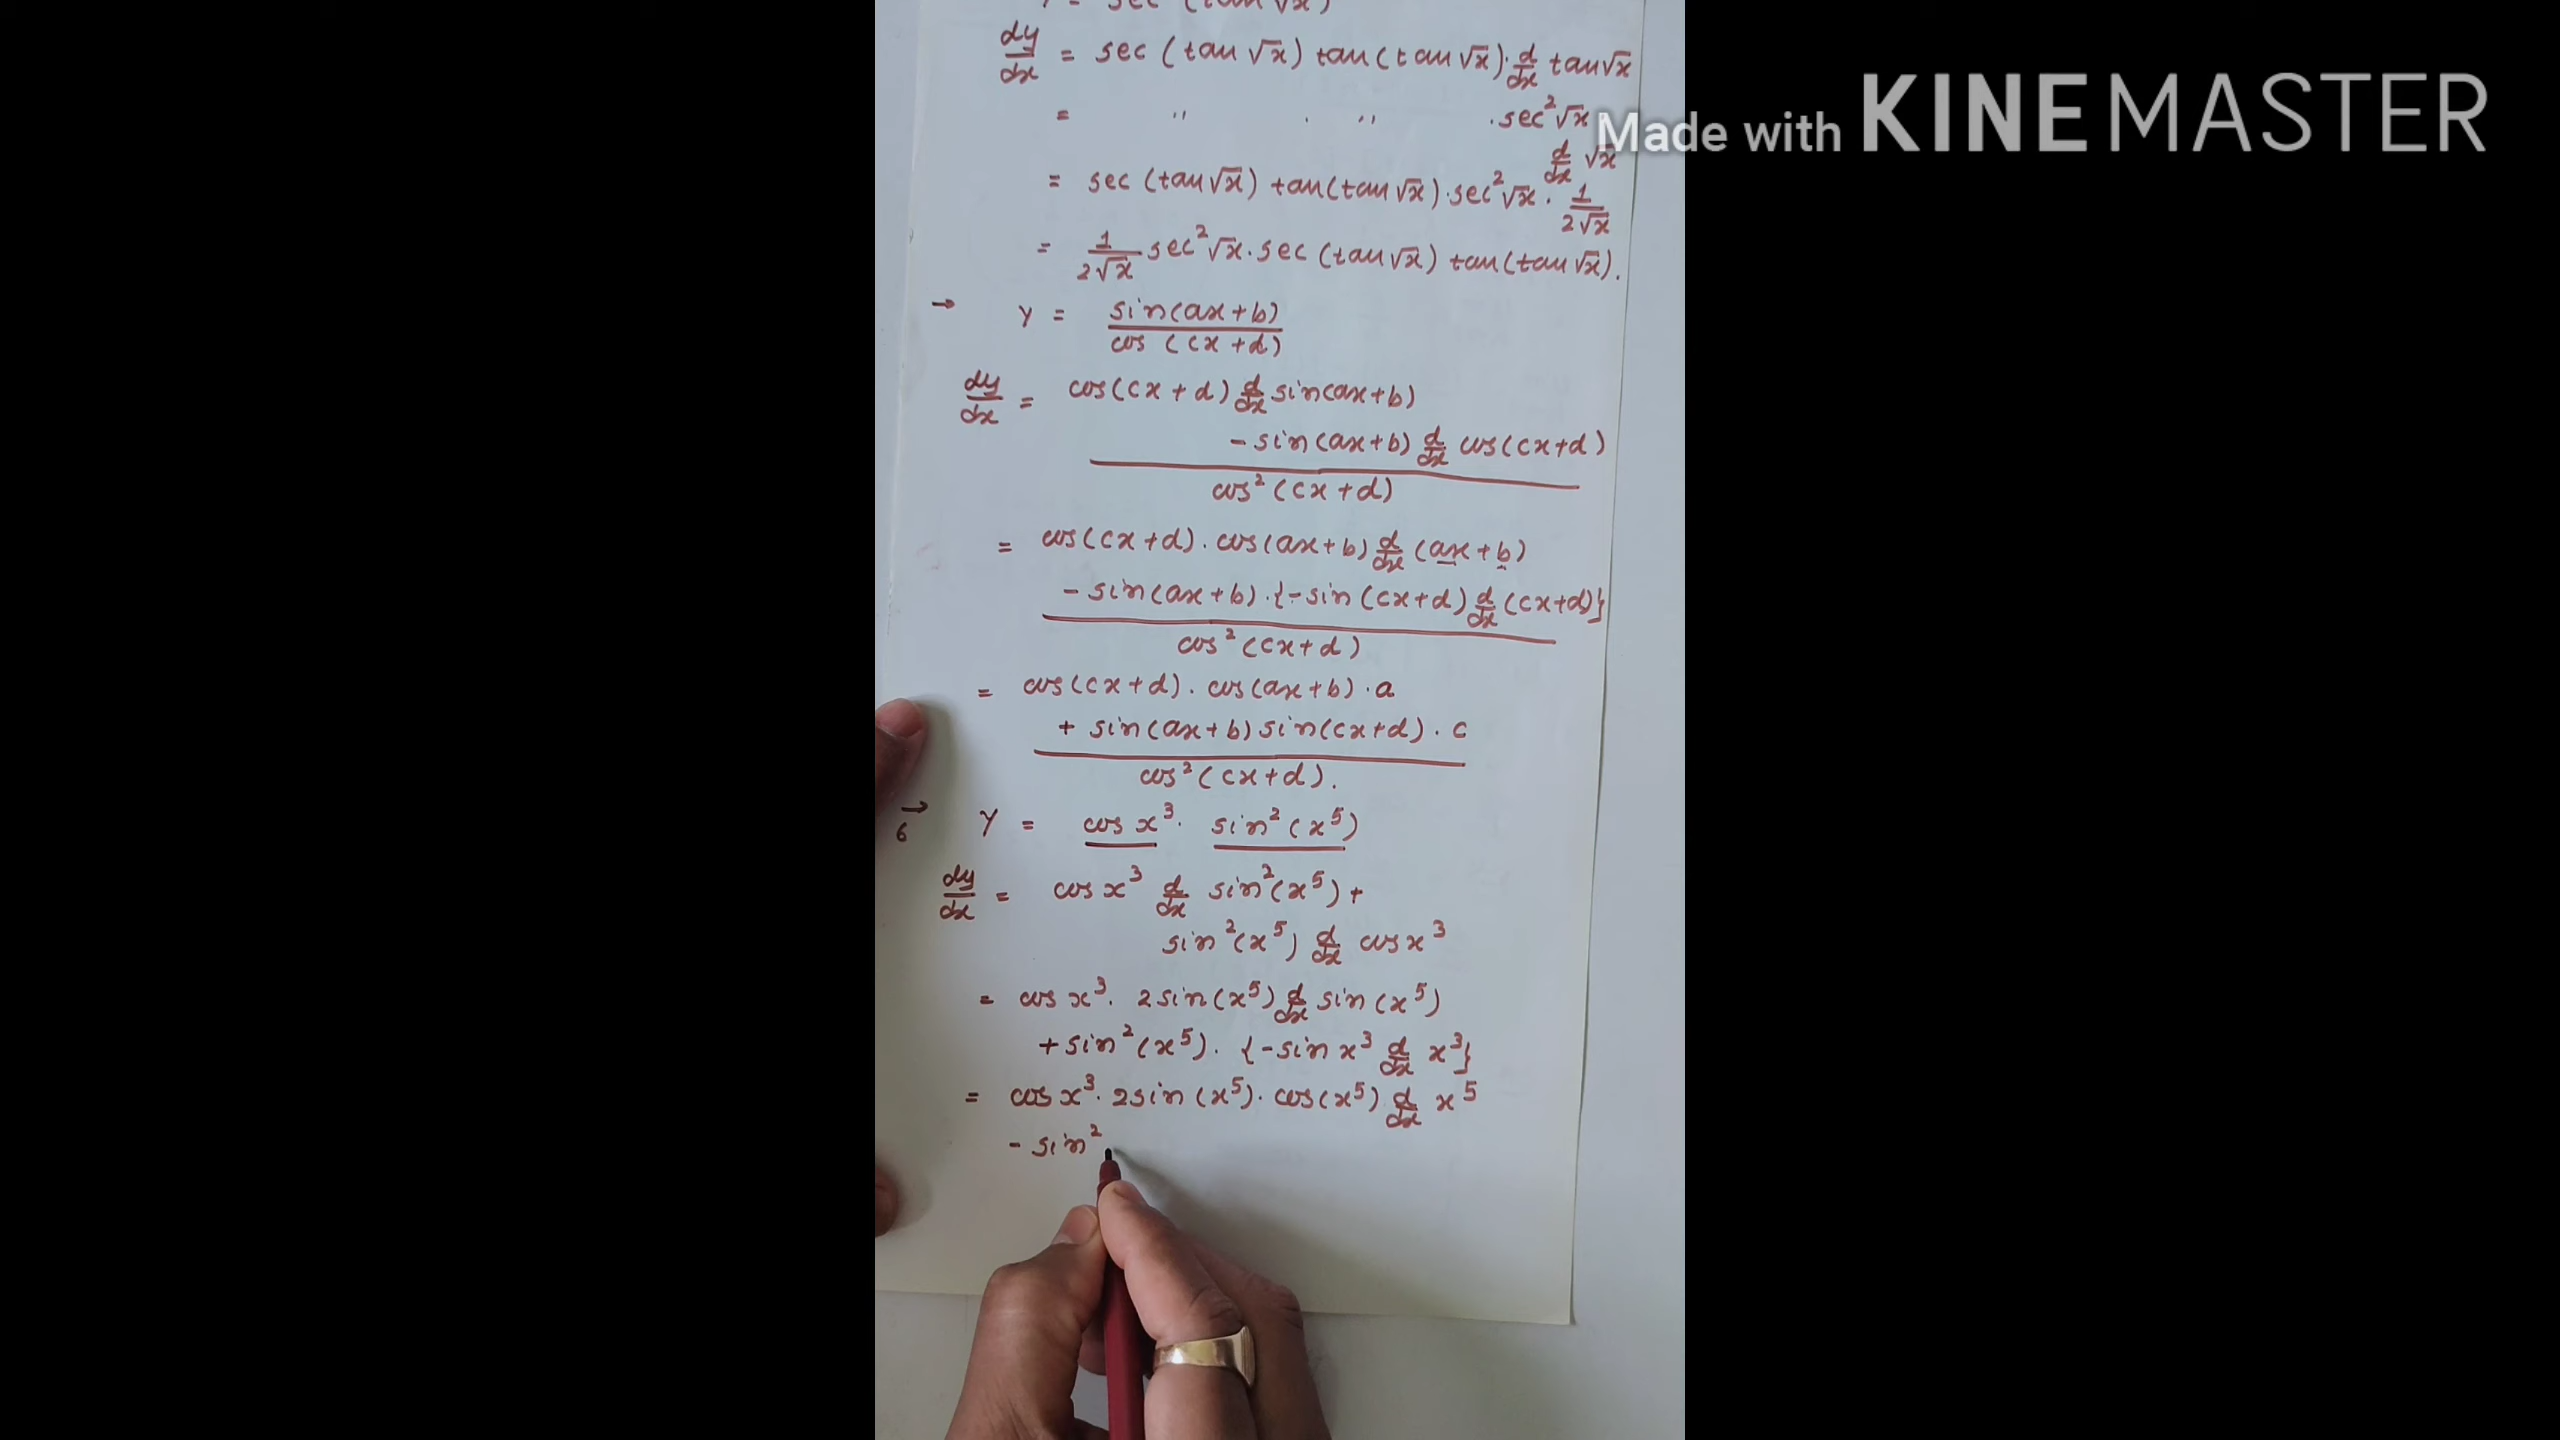 Y = sec (tan √x)
dy/dx = sec (tan √x) tan (tan √x) · d/dx tan √x
= " . " . sec² √x d/dx √x
Made with KINEMASTER
= sec (tan √x) tan (tan √x) · sec² √x · 1/2√x
= 1/2√x sec² √x · sec (tan √x) tan (tan √x).
→ Y = sin(ax+b) / cos (cx+d)
dy/dx = cos(cx+d) d/dx sin(ax+b)
- sin(ax+b) d/dx cos(cx+d)
cos² (cx+d)
= cos(cx+d) · cos(ax+b) d/dx (ax+b)
- sin(ax+b) · {-sin (cx+d) d/dx (cx+d)}
cos² (cx+d)
= cos(cx+d) · cos(ax+b) · a
+ sin(ax+b) sin(cx+d) · c
cos² (cx+d).
→ 6 Y = cos x³ · sin² (x⁵)
dy/dx = cos x³ d/dx sin² (x⁵) +
sin² (x⁵) d/dx cos x³
= cos x³ · 2 sin (x⁵) d/dx sin (x⁵)
+ sin² (x⁵) · {-sin x³ d/dx x³}
= cos x³ · 2 sin (x⁵) · cos(x⁵) d/dx x⁵
- sin²